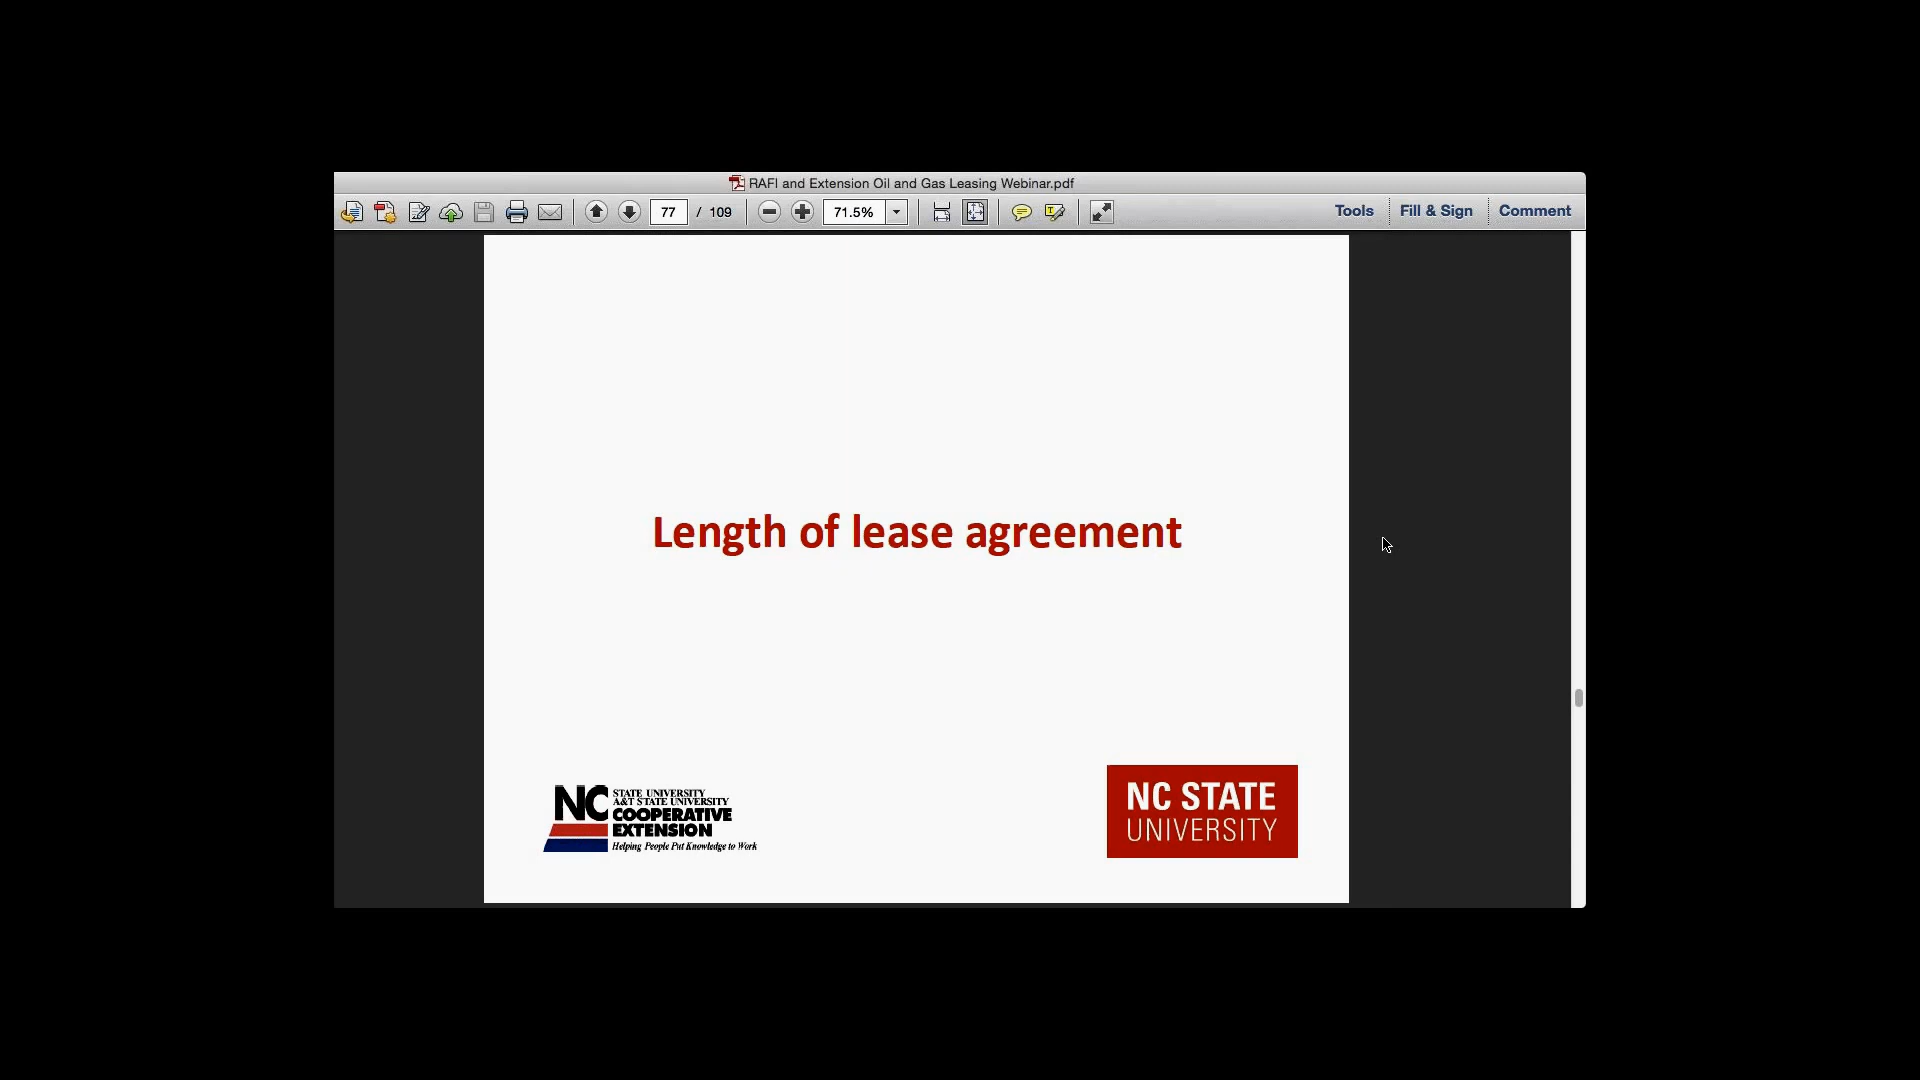 RAFI and Extension Oil and Gas Leasing Webinar.pdf
77 / 109 71.5% Tools Fill & Sign Comment
Length of lease agreement
NC STATE UNIVERSITY
A&T STATE UNIVERSITY
COOPERATIVE
EXTENSION
Helping People Put Knowledge to Work
NC STATE
UNIVERSITY